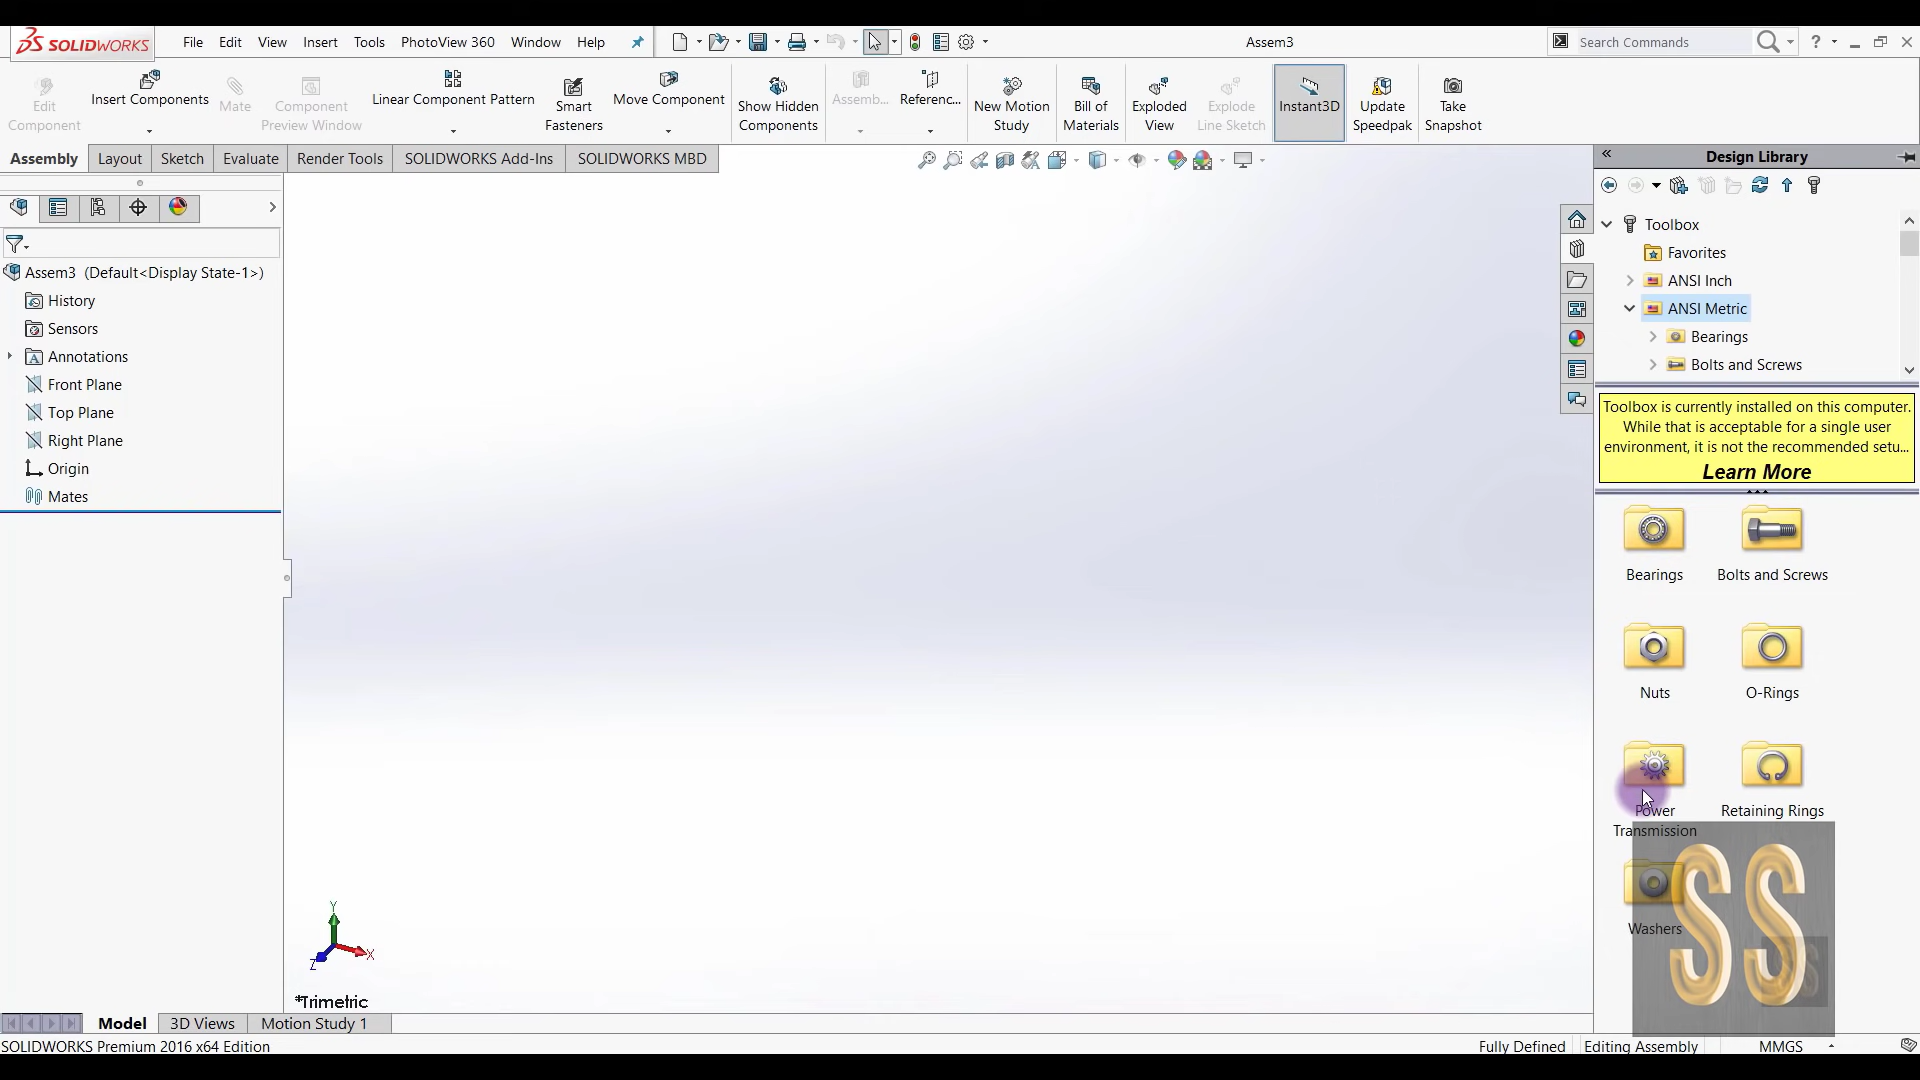 SOLIDWORKS
File Edit View Insert Tools PhotoView 360 Window Help
Assem3
Search Commands
Edit Component
Insert Components
Mate
Component Preview Window
Linear Component Pattern
Smart Fasteners
Move Component
Show Hidden Components
Assemb...
Referenc...
New Motion Study
Bill of Materials
Exploded View
Explode Line Sketch
Instant3D
Update Speedpak
Take Snapshot
Assembly Layout Sketch Evaluate Render Tools SOLIDWORKS Add-Ins SOLIDWORKS MBD
Assem3 (Default<Display State-1>)
History
Sensors
Annotations
Front Plane
Top Plane
Right Plane
Origin
Mates
Y
X
Z
*Trimetric
Design Library
Toolbox
Favorites
ANSI Inch
ANSI Metric
Bearings
Bolts and Screws
Toolbox is currently installed on this computer.
While that is acceptable for a single user
environment, it is not the recommended setu...
Learn More
Bearings
Bolts and Screws
Nuts
O-Rings
Power
Transmission
Retaining Rings
Washers
SS
Model 3D Views Motion Study 1
SOLIDWORKS Premium 2016 x64 Edition
Fully Defined
Editing Assembly
MMGS